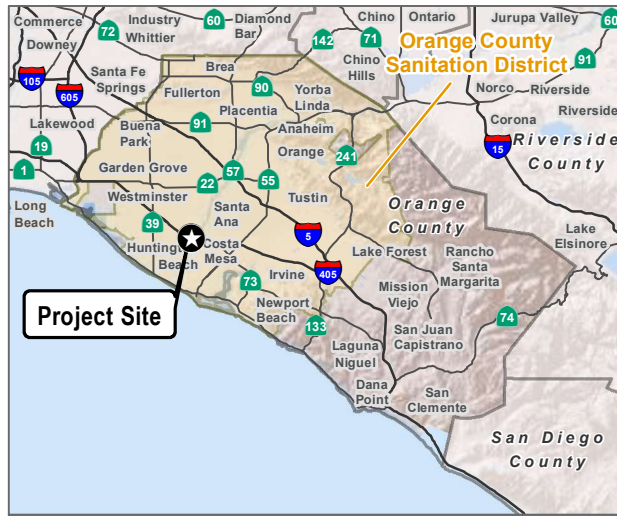 Commerce
Downey
Industry
72
Whittier
60
Diamond
Bar
142
71
Chino
Chino
Hills
Ontario
Jurupa Valley
60
91
Orange County
Sanitation District
105
605
Santa Fe
Springs
Brea
Fullerton
90
Yorba
Linda
Placentia
Norco
Riverside
Riverside
Corona
15
Riverside
County
Lakewood
19
1
Buena
Park
91
Anaheim
Orange
241
Garden Grove
57
22
55
Long
Beach
Westminster
39
Santa
Ana
Tustin
5
Orange
County
Lake
Elsinore
Huntington
Beach
Costa
Mesa
Irvine
405
Lake Forest
Rancho
Santa
Margarita
Project Site
73
Newport
Beach
133
Mission
Viejo
74
San Juan
Capistrano
Laguna
Niguel
Dana
Point
San
Clemente
San Diego
County